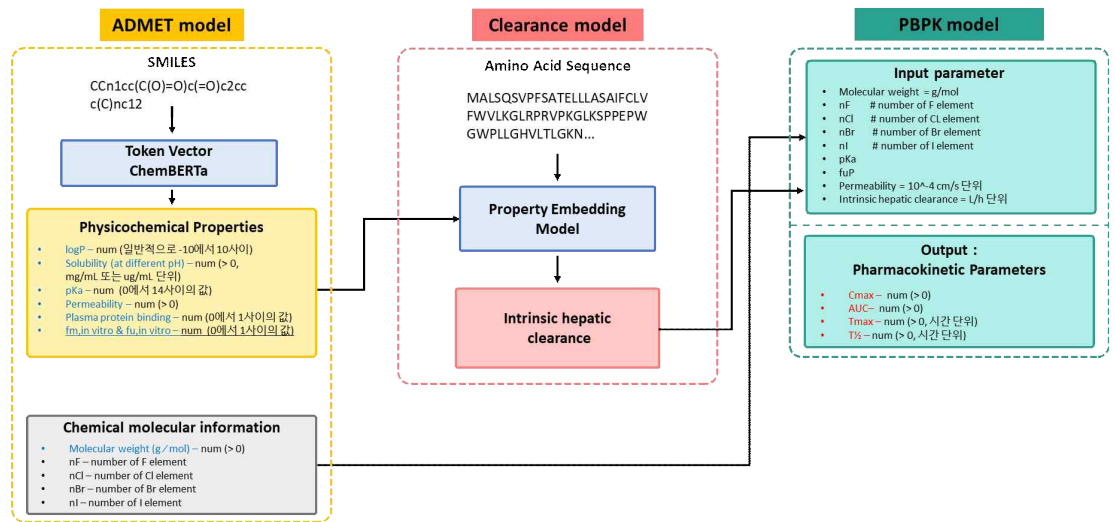 ADMET model
SMILES
CCn1cc(C(O)=O)c(=O)c2cc
c(C)nc12
Token Vector
ChemBERTa
Physicochemical Properties
• logP – num (일반적으로 -10에서 10사이)
• Solubility (at different pH) – num (> 0,
mg/mL 또는 ug/mL 단위)
• pKa – num (0에서 14사이의 값)
• Permeability – num (> 0)
• Plasma protein binding – num (0에서 1사이의 값)
• fm,in vitro & fu,in vitro – num (0에서 1사이의 값)
Chemical molecular information
• Molecular weight (g/mol) – num (> 0)
• nF – number of F element
• nCl – number of Cl element
• nBr – number of Br element
• nI – number of I element
Clearance model
Amino Acid Sequence
MALSQSVPFSATELLLASAIFCLV
FWVLKGLRPRVPKGLKSPPEPW
GWPLLGHVLTLGKN...
Property Embedding
Model
Intrinsic hepatic
clearance
PBPK model
Input parameter
• Molecular weight = g/mol
• nF # number of F element
• nCl # number of CL element
• nBr # number of Br element
• nI # number of I element
• pKa
• fuP
• Permeability = 10^-4 cm/s 단위
• Intrinsic hepatic clearance = L/h 단위
Output :
Pharmacokinetic Parameters
• Cmax– num (> 0)
• AUC– num (> 0)
• Tmax– num (> 0, 시간 단위)
• T½ – num (> 0, 시간 단위)